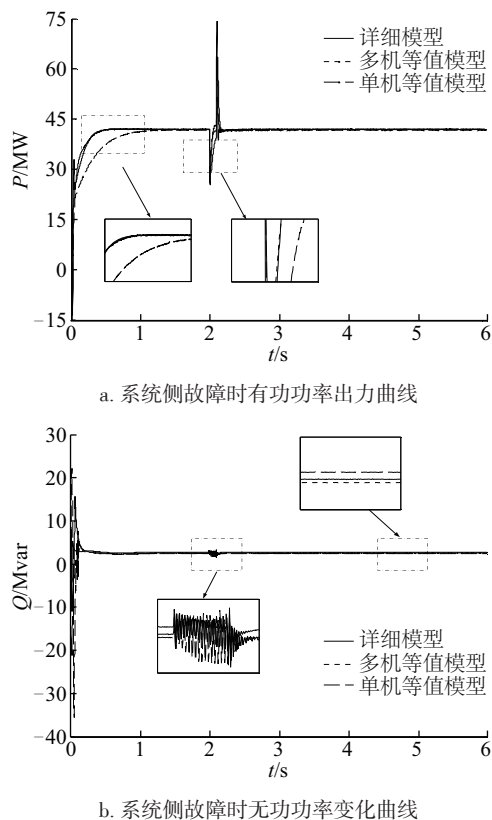 75
60
45
30
15
0
−15
P/MW
详细模型
多机等值模型
单机等值模型
0
1
2
3
4
5
6
t/s
a. 系统侧故障时有功功率出力曲线
30
20
10
0
−10
−20
−30
−40
Q/Mvar
详细模型
多机等值模型
单机等值模型
0
1
2
3
4
5
6
t/s
b. 系统侧故障时无功功率变化曲线